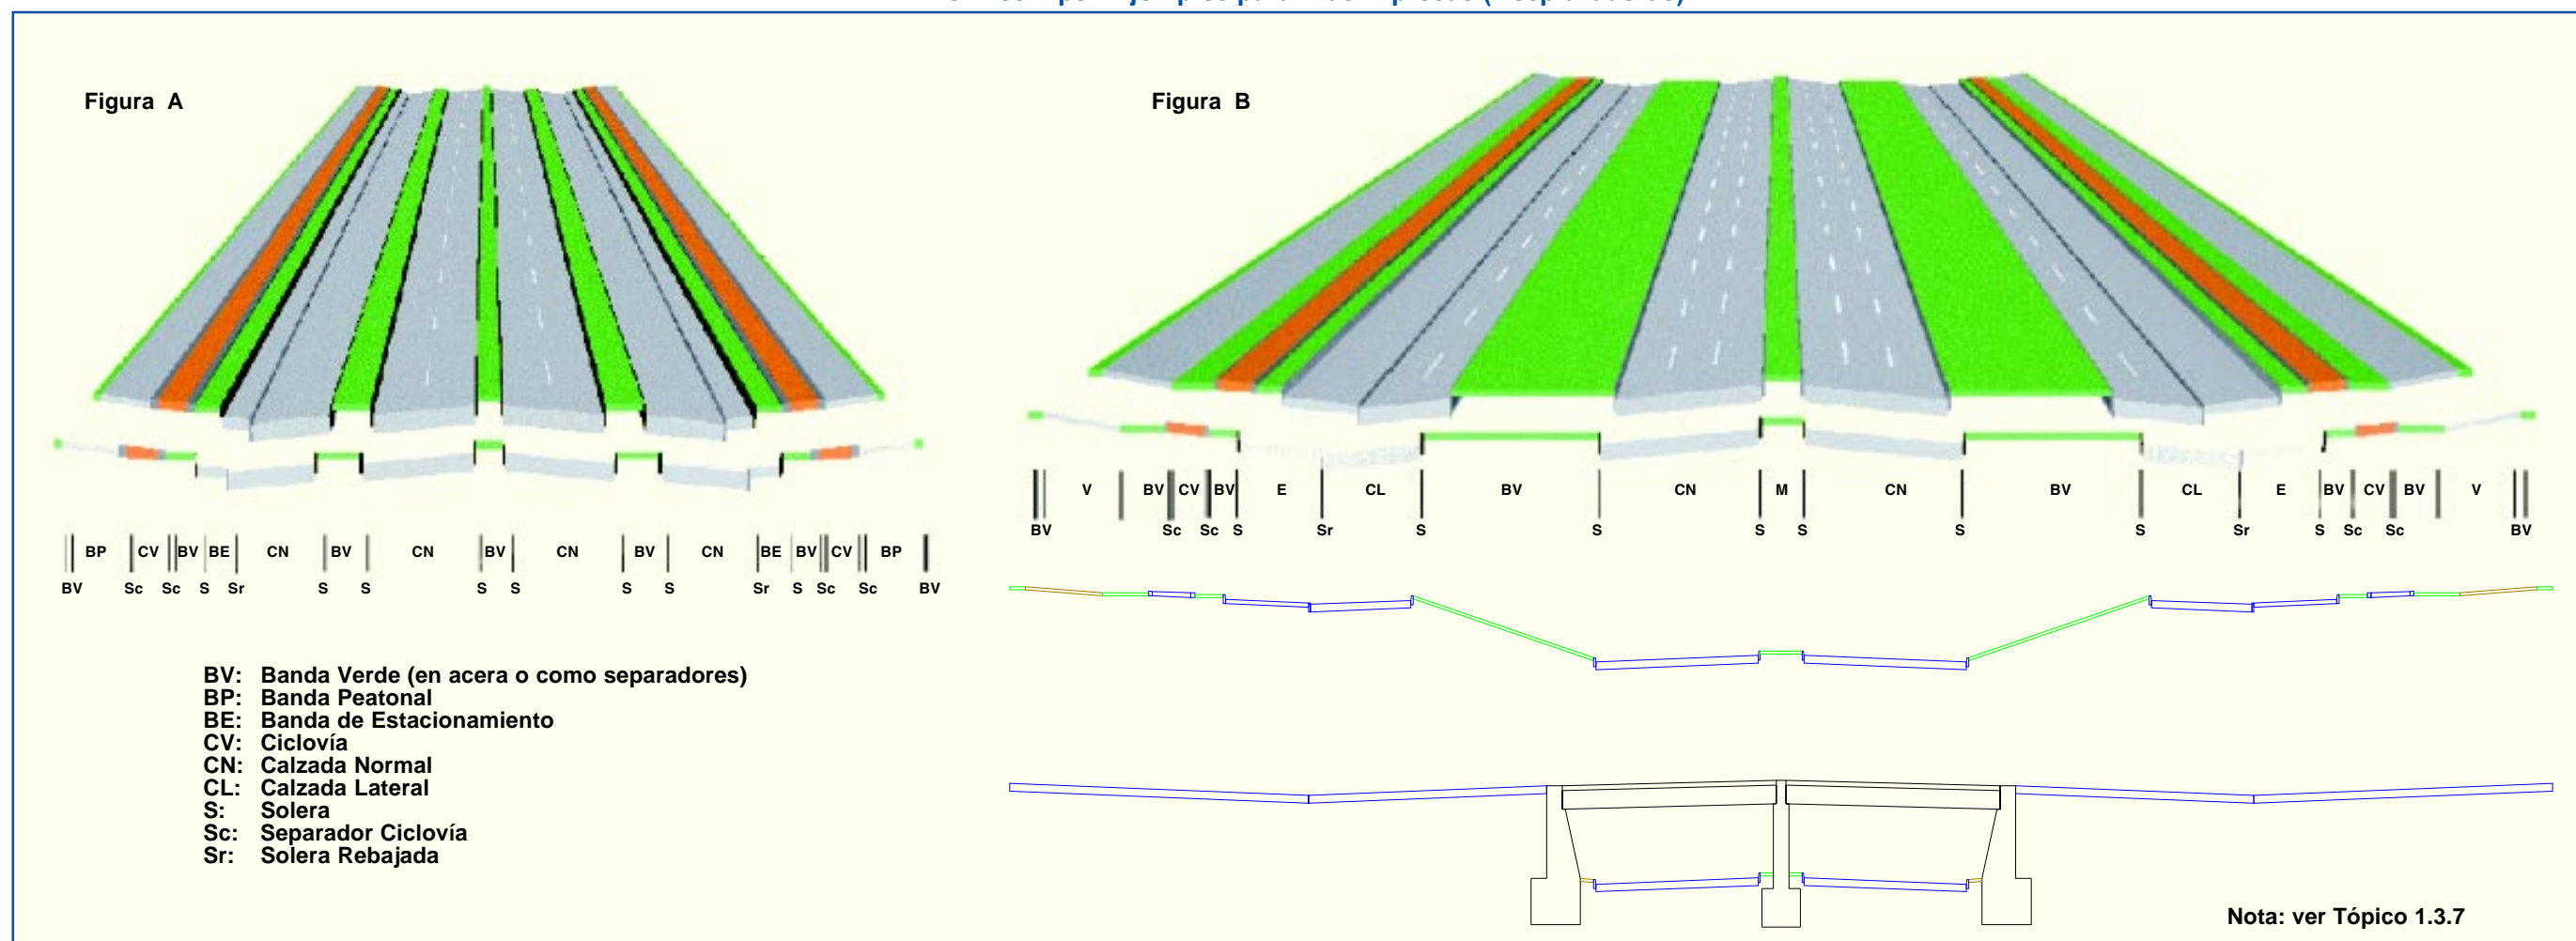 Figura A
Figura B
BP CV BV BE CN BV CN BV CN BV CN BE BV CV BP
BV Sc Sc S Sr S S S S S S Sr S Sc Sc BV
V BV CV BV E CL BV CN M CN BV CL E BV CV BV V
BV Sc Sc S Sr S S S S S S Sr S Sc Sc BV
BV: Banda Verde (en acera o como separadores)
BP: Banda Peatonal
BE: Banda de Estacionamiento
CV: Ciclovía
CN: Calzada Normal
CL: Calzada Lateral
S: Solera
Sc: Separador Ciclovía
Sr: Solera Rebajada
Nota: ver Tópico 1.3.7